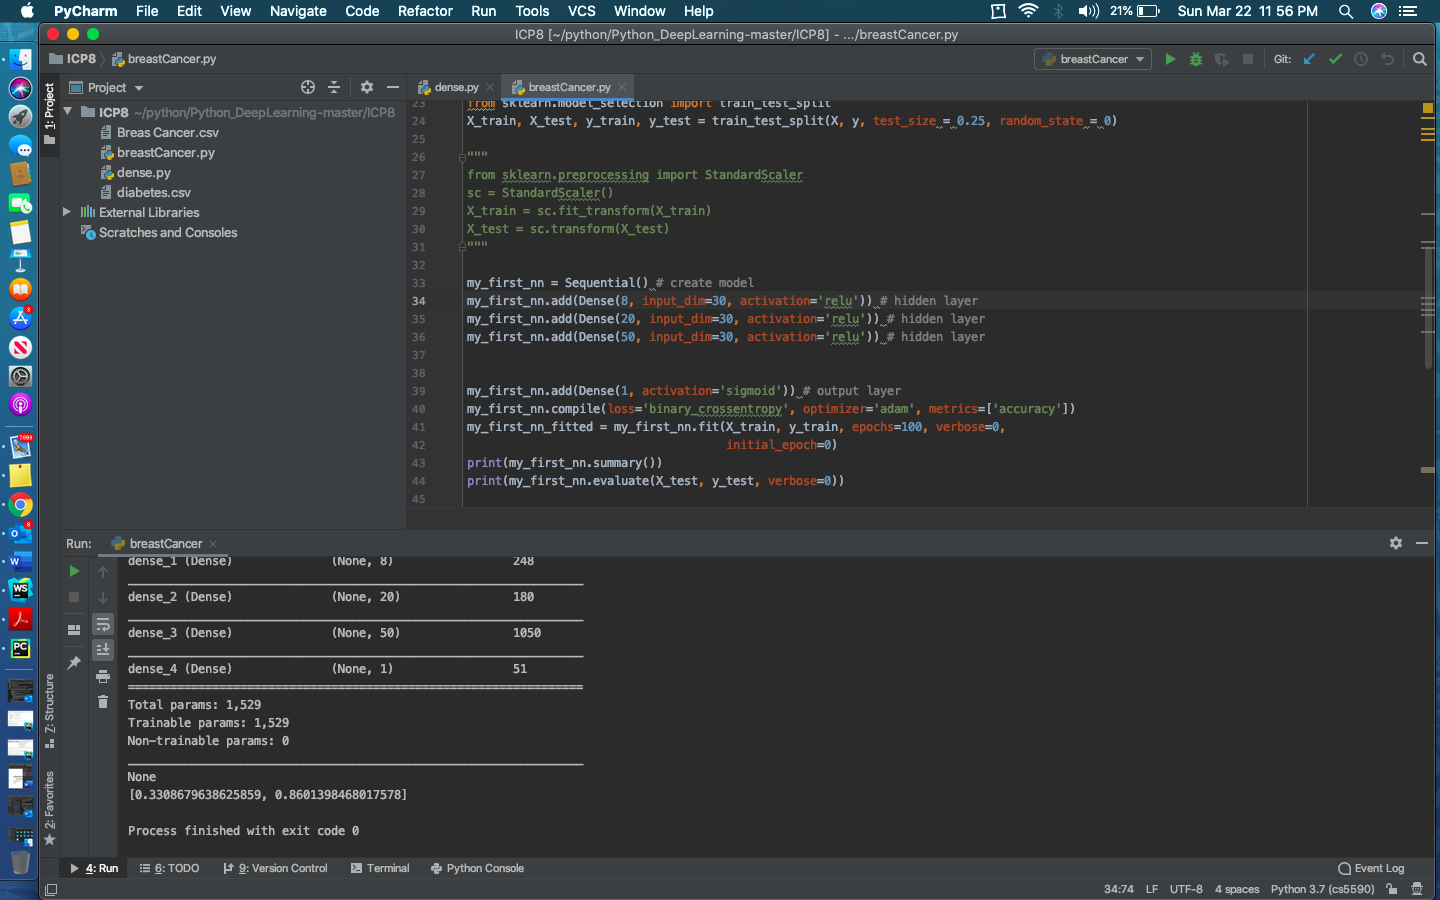 PyCharm File Edit View Navigate Code Refactor Run Tools VCS Window Help 21% Sun Mar 22 11 56 PM
ICP8 [~/python/Python_DeepLearning-master/ICP8] - .../breastCancer.py
ICP8 breastCancer.py breastCancer Git:
Project dense.py breastCancer.py
1: Project
ICP8 ~/python/Python_DeepLearning-master/ICP8
Breas Cancer.csv
breastCancer.py
dense.py
diabetes.csv
External Libraries
Scratches and Consoles
23 from sklearn.model_selection import train_test_split
24 X_train, X_test, y_train, y_test = train_test_split(X, y, test_size = 0.25, random_state = 0)
25
26 """
27 from sklearn.preprocessing import StandardScaler
28 sc = StandardScaler()
29 X_train = sc.fit_transform(X_train)
30 X_test = sc.transform(X_test)
31 """
32
33 my_first_nn = Sequential() # create model
34 my_first_nn.add(Dense(8, input_dim=30, activation='relu')) # hidden layer
35 my_first_nn.add(Dense(20, input_dim=30, activation='relu')) # hidden layer
36 my_first_nn.add(Dense(50, input_dim=30, activation='relu')) # hidden layer
37
38
39 my_first_nn.add(Dense(1, activation='sigmoid')) # output layer
40 my_first_nn.compile(loss='binary_crossentropy', optimizer='adam', metrics=['accuracy'])
41 my_first_nn_fitted = my_first_nn.fit(X_train, y_train, epochs=100, verbose=0,
42 initial_epoch=0)
43 print(my_first_nn.summary())
44 print(my_first_nn.evaluate(X_test, y_test, verbose=0))
45
Run: breastCancer
dense_1 (Dense) (None, 8) 248
dense_2 (Dense) (None, 20) 180
dense_3 (Dense) (None, 50) 1050
dense_4 (Dense) (None, 1) 51
Total params: 1,529
Trainable params: 1,529
Non-trainable params: 0
None
[0.3308679638625859, 0.8601398468017578]
Process finished with exit code 0
Z: Structure
2: Favorites
4: Run 6: TODO 9: Version Control Terminal Python Console Event Log
34:74 LF UTF-8 4 spaces Python 3.7 (cs5590)